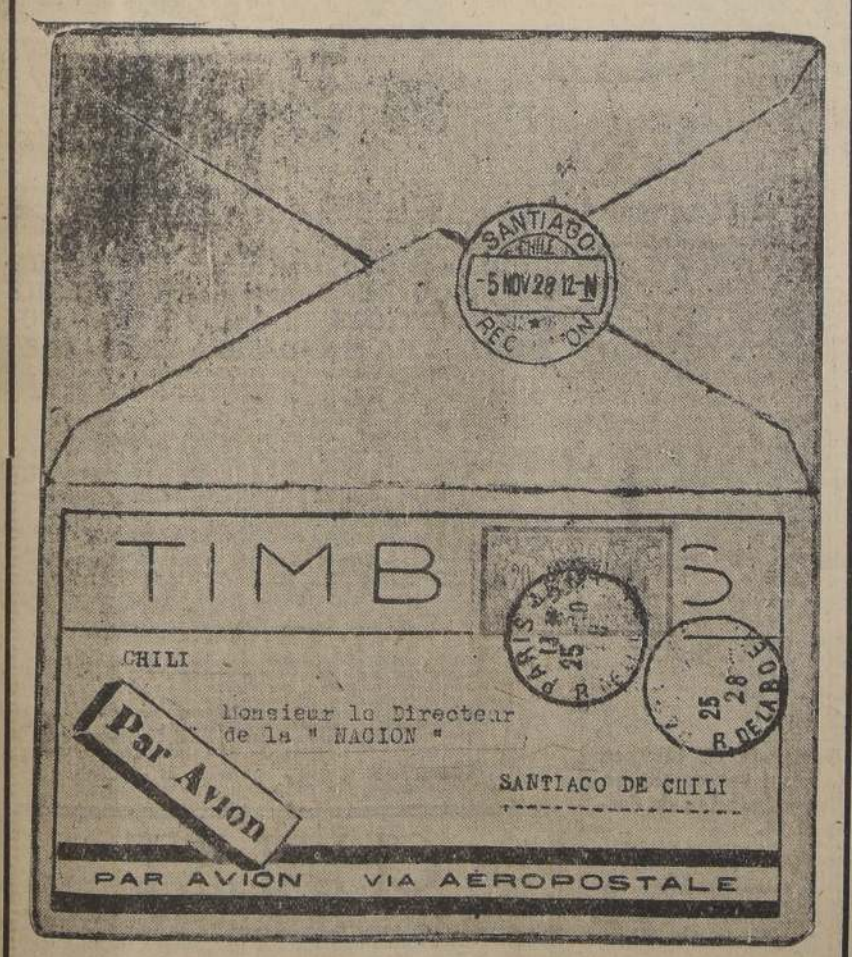 SANTIAGO
CHILE
-5 NOV 28 12-N
TIMB
PARIS
25
R
25
28
R. DE LA BOE
CHILI
Par Avion
Monsieur le Directeur
de la " NACION "
SANTIACO DE CHILI
PAR AVION VIA AÉROPOSTALE